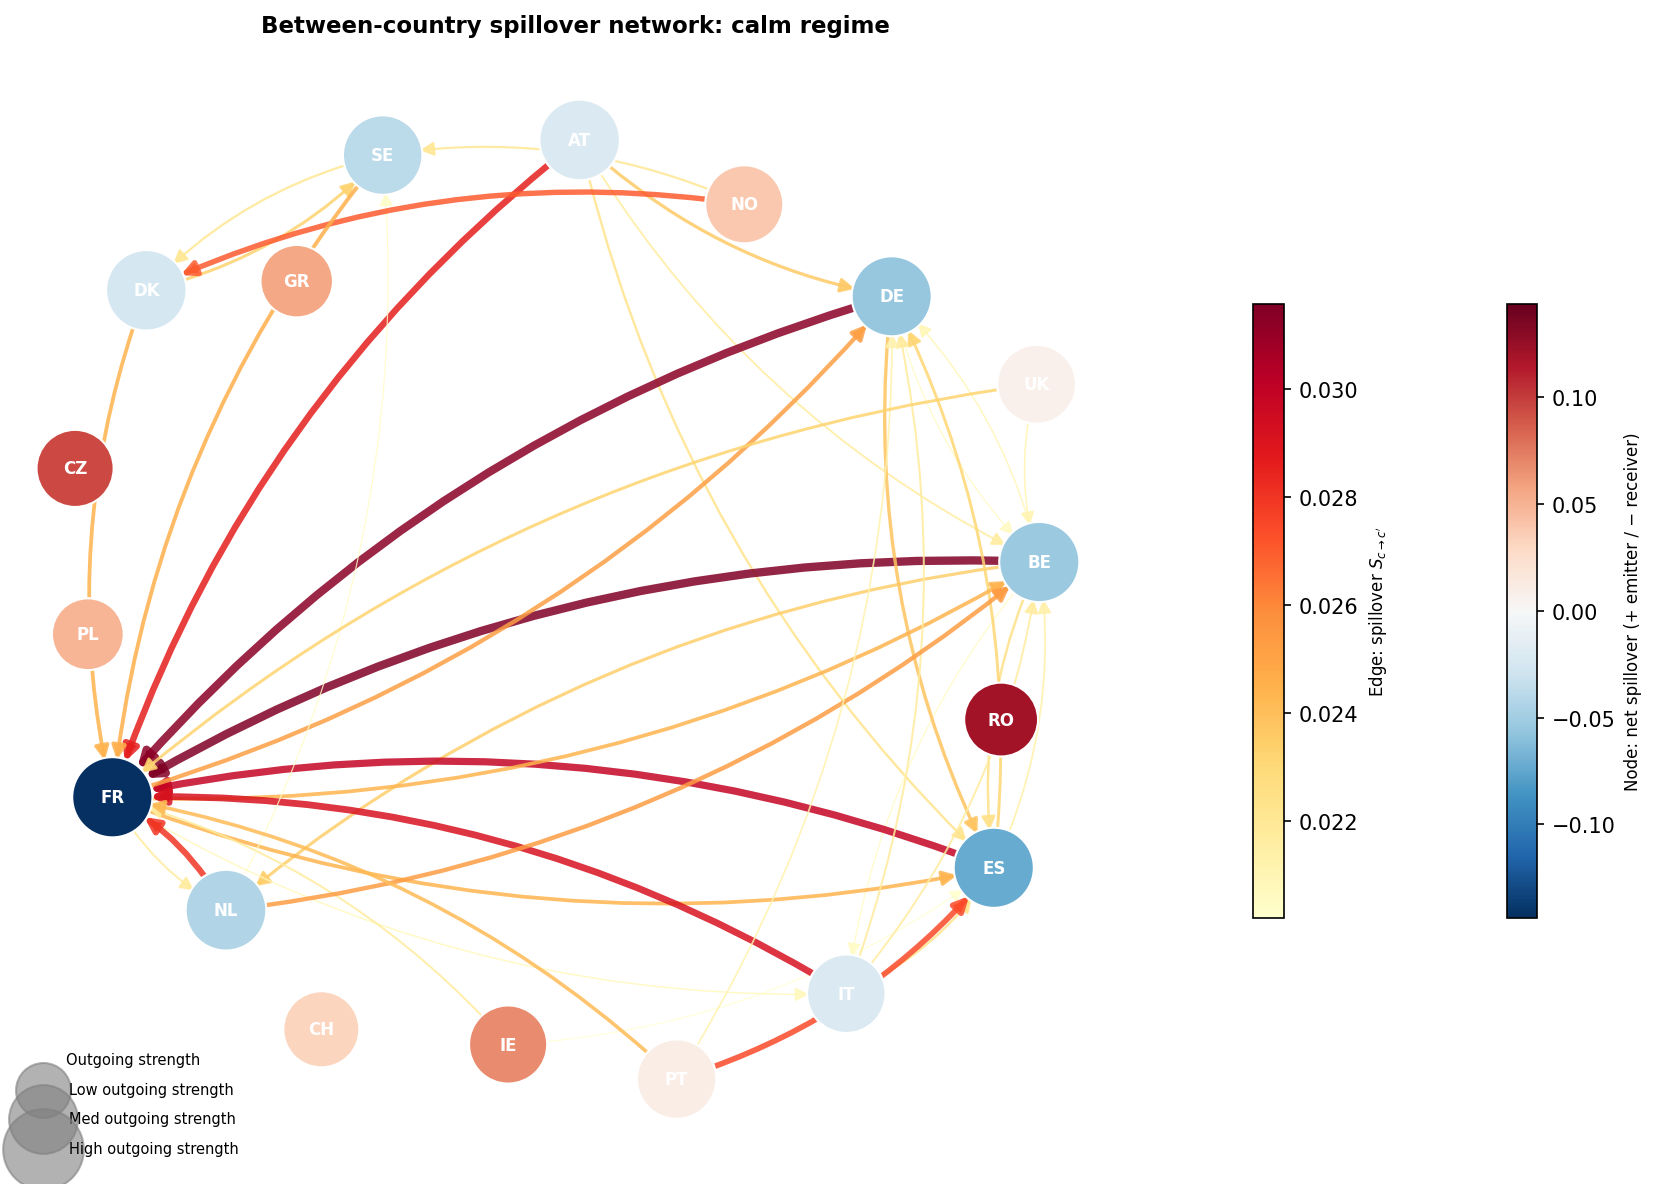 Between-country spillover network: calm regime
AT
SE
NO
GR
DK
DE
UK
CZ
BE
PL
RO
FR
ES
NL
IT
CH
IE
PT
Outgoing strength
Low outgoing strength
Med outgoing strength
High outgoing strength
0.030
0.028
0.026
0.024
0.022
Edge: spillover S_{c→c'}
0.10
0.05
0.00
−0.05
−0.10
Node: net spillover (+ emitter / − receiver)